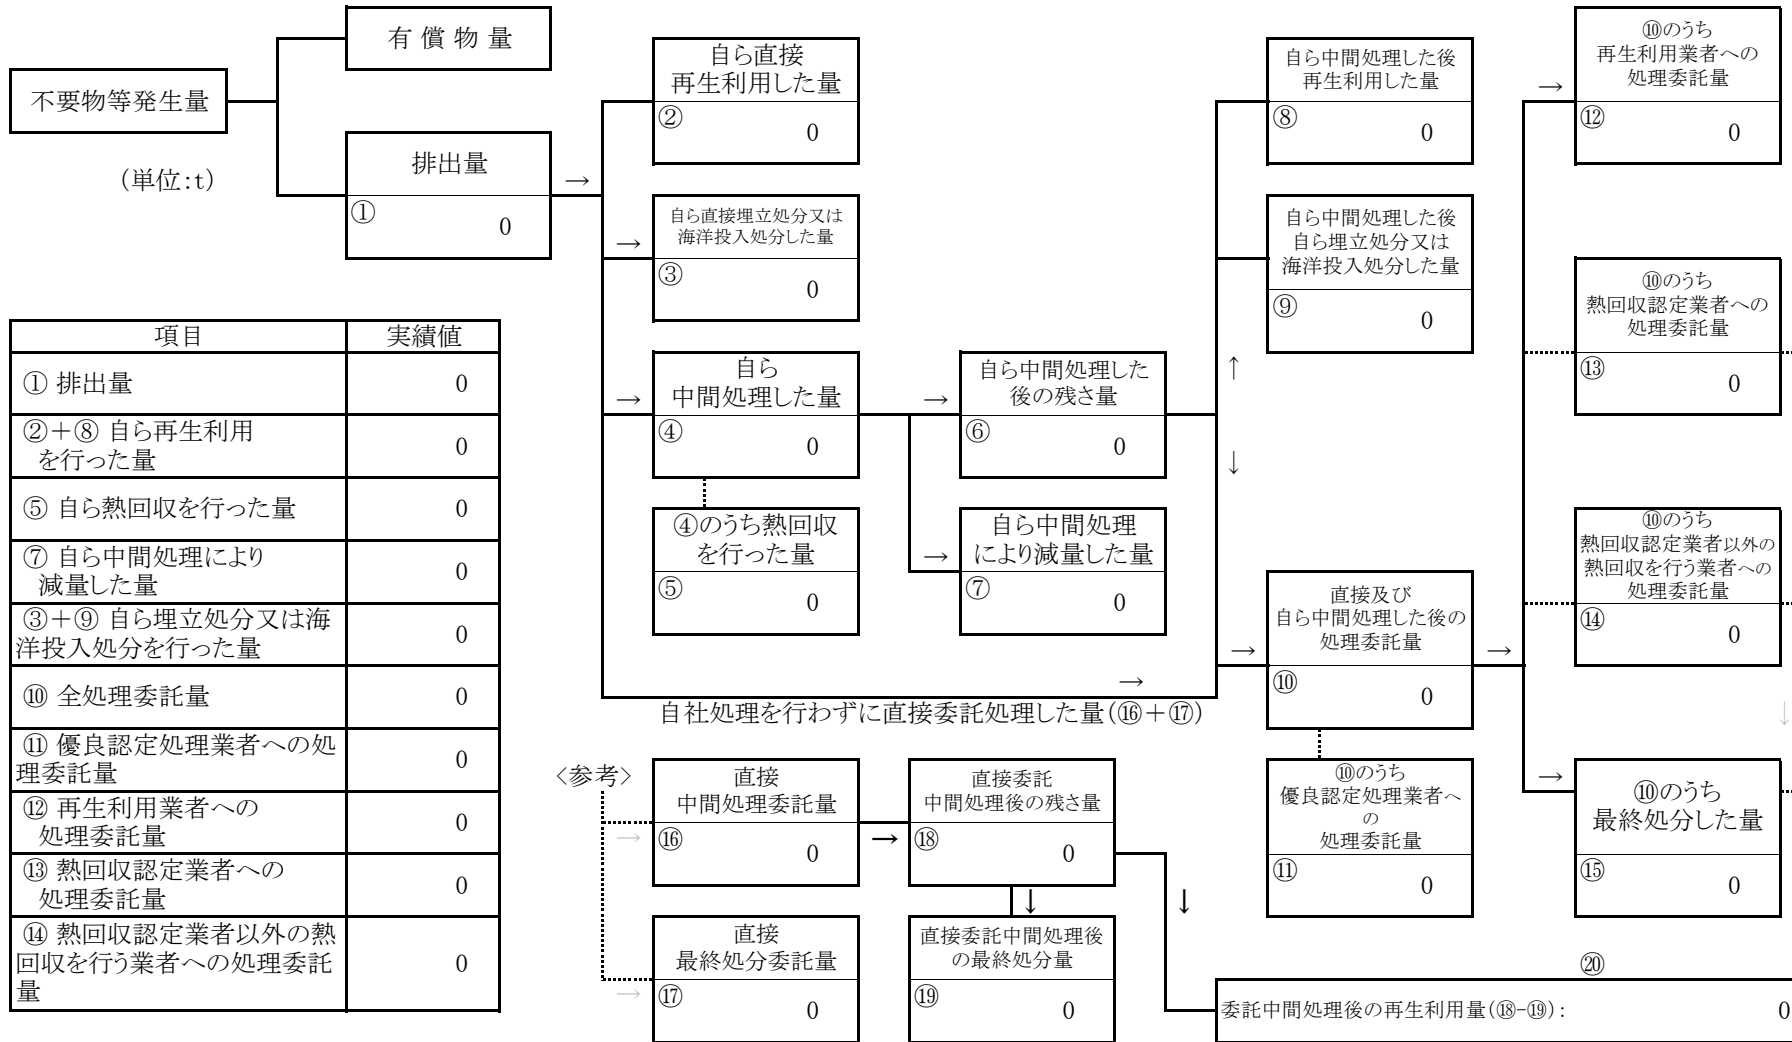 不要物等発生量
(単位:t)
有 償 物 量
排出量
①
0
→
自ら直接
再生利用した量
②
0
→
自ら直接埋立処分又は
海洋投入処分した量
③
0
→
自ら
中間処理した量
④
0
④のうち熱回収
を行った量
⑤
0
→
自ら中間処理した
後の残さ量
⑥
0
→
自ら中間処理
により減量した量
⑦
0
↑
↓
自ら中間処理した後
再生利用した量
⑧
0
自ら中間処理した後
自ら埋立処分又は
海洋投入処分した量
⑨
0
→
直接及び
自ら中間処理した後の
処理委託量
⑩
0
→
⑩のうち
優良認定処理業者へ
の
処理委託量
⑪
0
→
⑩のうち
再生利用業者への
処理委託量
⑫
0
⑩のうち
熱回収認定業者への
処理委託量
⑬
0
⑩のうち
熱回収認定業者以外の
熱回収を行う業者への
処理委託量
⑭
0
↓
→
⑩のうち
最終処分した量
⑮
0
→
自社処理を行わずに直接委託処理した量(⑯+⑰)
項目 実績値
① 排出量 0
②+⑧ 自ら再生利用
を行った量 0
⑤ 自ら熱回収を行った量 0
⑦ 自ら中間処理により
減量した量 0
③+⑨ 自ら埋立処分又は海
洋投入処分を行った量 0
⑩ 全処理委託量 0
⑪ 優良認定処理業者への処
理委託量 0
⑫ 再生利用業者への
処理委託量 0
⑬ 熱回収認定業者への
処理委託量 0
⑭ 熱回収認定業者以外の熱
回収を行う業者への処理委託
量 0
<参考>
→
直接
中間処理委託量
⑯
0
→
直接
最終処分委託量
⑰
0
→
直接委託
中間処理後の残さ量
⑱
0
↓
直接委託中間処理後
の最終処分量
⑲
0
↓
⑳
委託中間処理後の再生利用量(⑱-⑲): 0